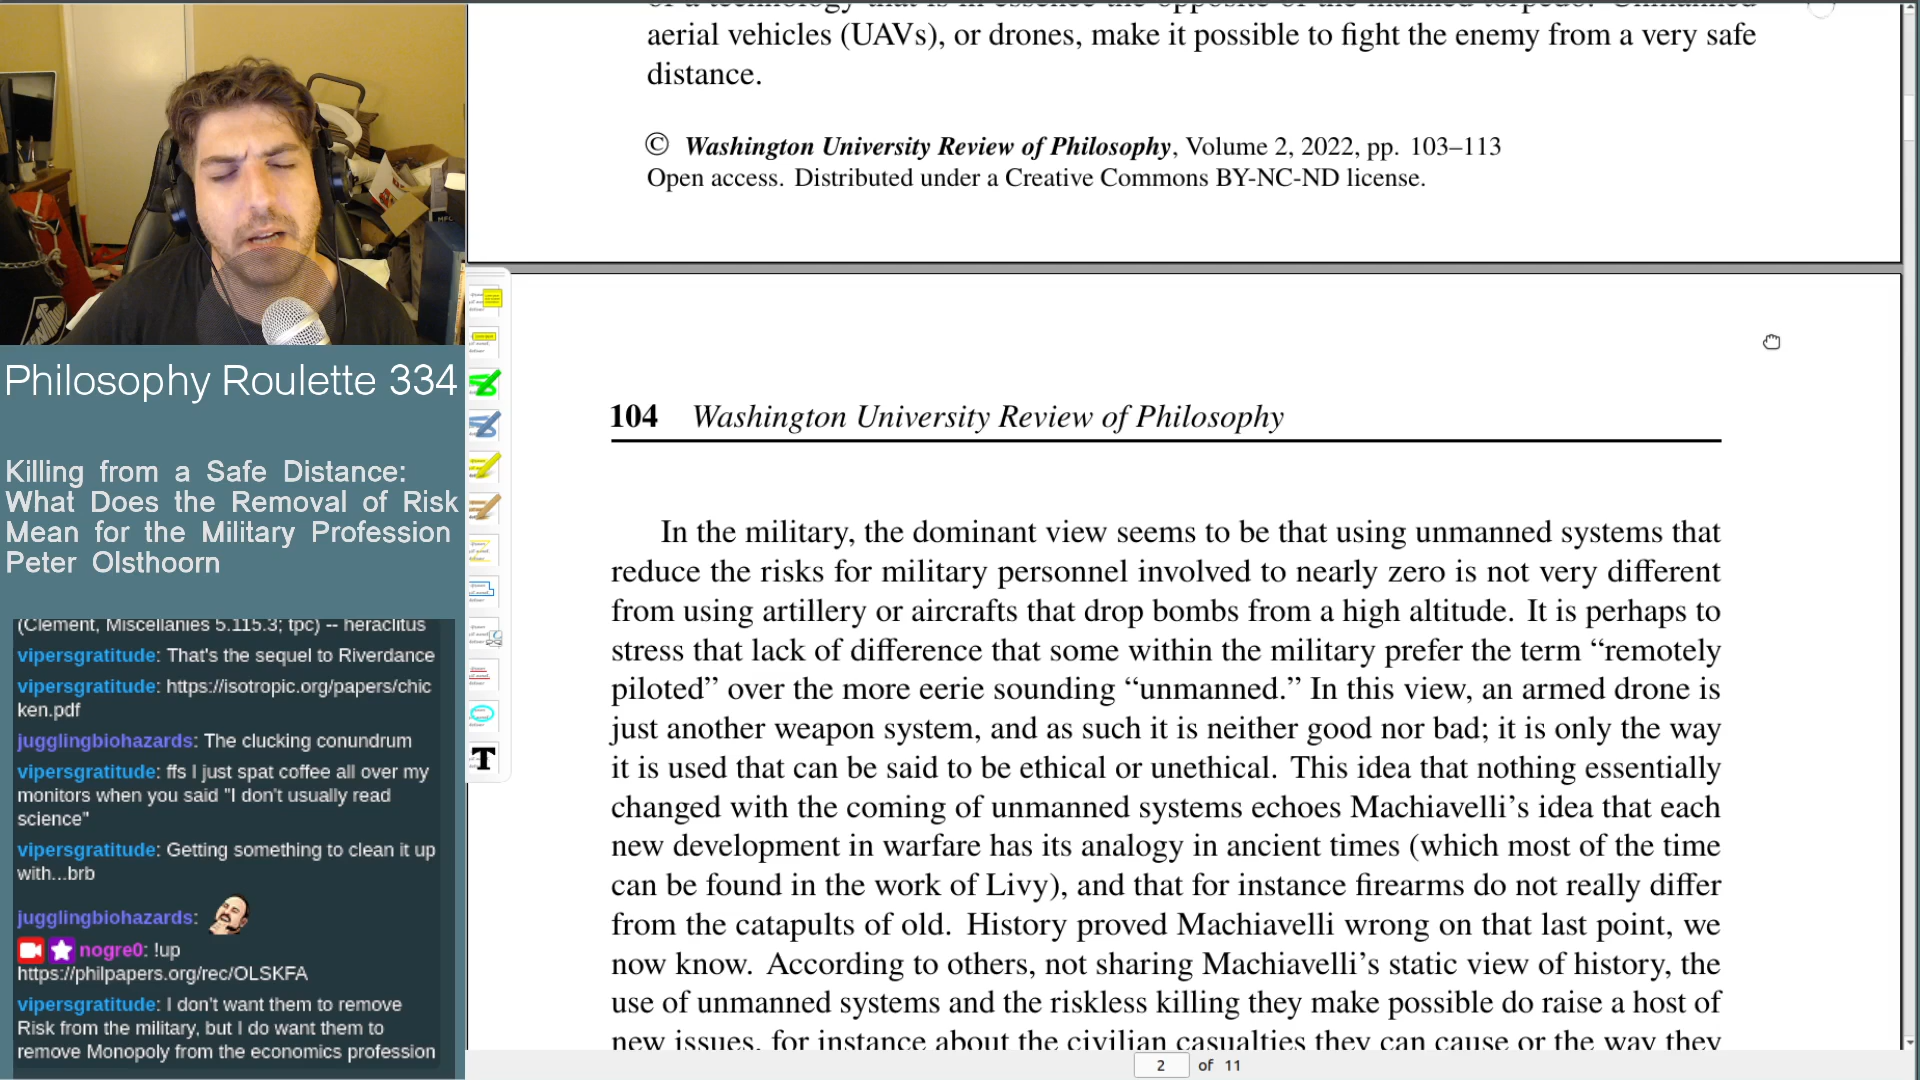 aerial vehicles (UAVs), or drones, make it possible to fight the enemy from a very safe
distance.
© Washington University Review of Philosophy, Volume 2, 2022, pp. 103–113
Open access. Distributed under a Creative Commons BY-NC-ND license.
104 Washington University Review of Philosophy
In the military, the dominant view seems to be that using unmanned systems that
reduce the risks for military personnel involved to nearly zero is not very different
from using artillery or aircrafts that drop bombs from a high altitude. It is perhaps to
stress that lack of difference that some within the military prefer the term “remotely
piloted” over the more eerie sounding “unmanned.” In this view, an armed drone is
just another weapon system, and as such it is neither good nor bad; it is only the way
it is used that can be said to be ethical or unethical. This idea that nothing essentially
changed with the coming of unmanned systems echoes Machiavelli’s idea that each
new development in warfare has its analogy in ancient times (which most of the time
can be found in the work of Livy), and that for instance firearms do not really differ
from the catapults of old. History proved Machiavelli wrong on that last point, we
now know. According to others, not sharing Machiavelli’s static view of history, the
use of unmanned systems and the riskless killing they make possible do raise a host of
new issues, for instance about the civilian casualties they can cause or the way they
2 of 11
Philosophy Roulette 334
Killing from a Safe Distance:
What Does the Removal of Risk
Mean for the Military Profession
Peter Olsthoorn
(Clement, Miscellanies 5.115.3; tpc) -- heraclitus
vipersgratitude: That's the sequel to Riverdance
vipersgratitude: https://isotropic.org/papers/chic
ken.pdf
jugglingbiohazards: The clucking conundrum
vipersgratitude: ffs I just spat coffee all over my
monitors when you said "I don't usually read
science"
vipersgratitude: Getting something to clean it up
with...brb
jugglingbiohazards:
nogre0: !up
https://philpapers.org/rec/OLSKFA
vipersgratitude: I don't want them to remove
Risk from the military, but I do want them to
remove Monopoly from the economics profession
T